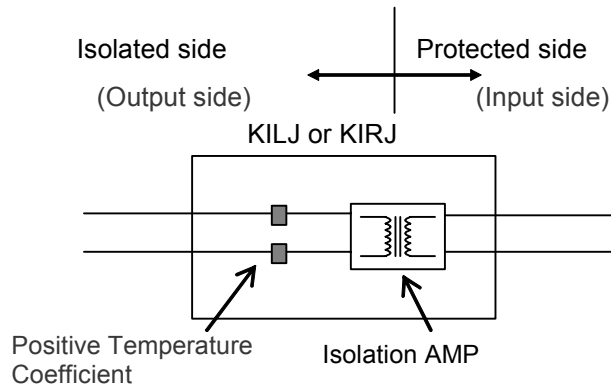 Isolated side
(Output side)
Protected side
(Input side)
KILJ or KIRJ
Positive Temperature
Coefficient
Isolation AMP